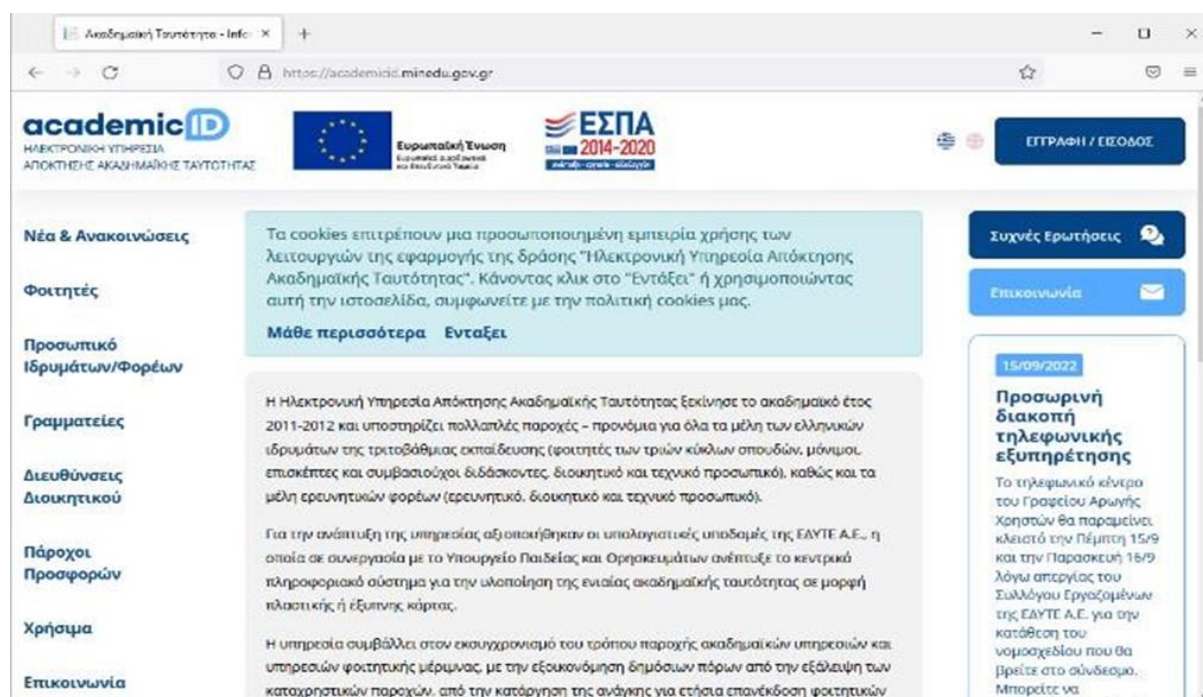 Ακαδημαϊκή Ταυτότητα - Info
https://academicid.minedu.gov.gr
academicID
ΗΛΕΚΤΡΟΝΙΚΗ ΥΠΗΡΕΣΙΑ
ΑΠΟΚΤΗΣΗΣ ΑΚΑΔΗΜΑΪΚΗΣ ΤΑΥΤΟΤΗΤΑΣ
Ευρωπαϊκή Ένωση
ΕΣΠΑ
2014-2020
ανάπτυξη - εργασία - αλληλεγγύη
ΕΓΓΡΑΦΗ / ΕΙΣΟΔΟΣ
Νέα & Ανακοινώσεις
Φοιτητές
Προσωπικό
Ιδρυμάτων/Φορέων
Γραμματείες
Διευθύνσεις
Διοικητικού
Πάροχοι
Προσφορών
Χρήσιμα
Επικοινωνία
Τα cookies επιτρέπουν μια προσωποποιημένη εμπειρία χρήσης των
λειτουργιών της εφαρμογής της δράσης "Ηλεκτρονική Υπηρεσία Απόκτησης
Ακαδημαϊκής Ταυτότητας". Κάνοντας κλικ στο "Εντάξει" ή χρησιμοποιώντας
αυτή την ιστοσελίδα, συμφωνείτε με την πολιτική cookies μας.
Μάθε περισσότερα Ενταξει
Η Ηλεκτρονική Υπηρεσία Απόκτησης Ακαδημαϊκής Ταυτότητας ξεκίνησε το ακαδημαϊκό έτος
2011-2012 και υποστηρίζει πολλαπλές παροχές – προνόμια για όλα τα μέλη των ελληνικών
ιδρυμάτων της τριτοβάθμιας εκπαίδευσης (φοιτητές των τριών κύκλων σπουδών, μόνιμοι,
επισκέπτες και συμβασιούχοι διδάσκοντες, διοικητικό και τεχνικό προσωπικό), καθώς και τα
μέλη ερευνητικών φορέων (ερευνητικό, διοικητικό και τεχνικό προσωπικό).
Για την ανάπτυξη της υπηρεσίας αξιοποιήθηκαν οι υπολογιστικές υποδομές της ΕΔΥΤΕ Α.Ε., η
οποία σε συνεργασία με το Υπουργείο Παιδείας και Θρησκευμάτων ανέπτυξε το κεντρικό
πληροφοριακό σύστημα για την υλοποίηση της ενιαίας ακαδημαϊκής ταυτότητας σε μορφή
πλαστικής ή έξυπνης κάρτας.
Η υπηρεσία συμβάλλει στον εκσυγχρονισμό του τρόπου παροχής ακαδημαϊκών υπηρεσιών και
υπηρεσιών φοιτητικής μέριμνας, με την εξοικονόμηση δημόσιων πόρων από την εξάλειψη των
καταχρηστικών παροχών, από την κατάργηση της ανάγκης για ετήσια επανέκδοση φοιτητικών
Συχνές Ερωτήσεις
Επικοινωνία
15/09/2022
Προσωρινή
διακοπή
τηλεφωνικής
εξυπηρέτησης
Το τηλεφωνικό κέντρο
του Γραφείου Αρωγής
Χρηστών θα παραμείνει
κλειστό την Πέμπτη 15/9
και την Παρασκευή 16/9
λόγω απεργίας του
Συλλόγου Εργαζομένων
της ΕΔΥΤΕ Α.Ε. για την
κατάθεση του
νομοσχεδίου που θα
βρείτε στο σύνδεσμο.
Μπορείτε να